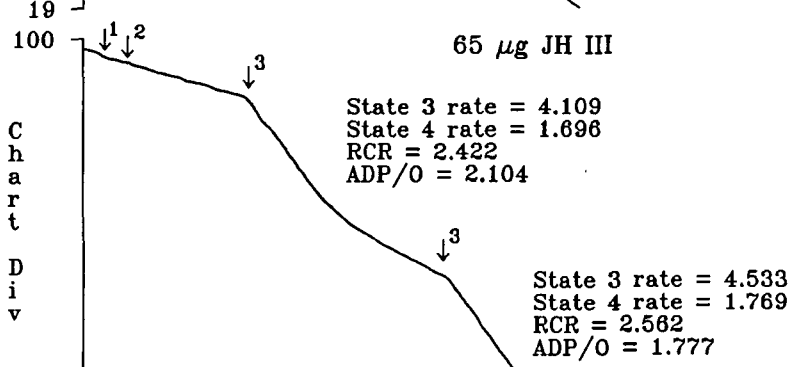 19
100
1
2
3
65 μg JH III
State 3 rate = 4.109
State 4 rate = 1.696
RCR = 2.422
ADP/O = 2.104
Chart Div
3
State 3 rate = 4.533
State 4 rate = 1.769
RCR = 2.562
ADP/O = 1.777